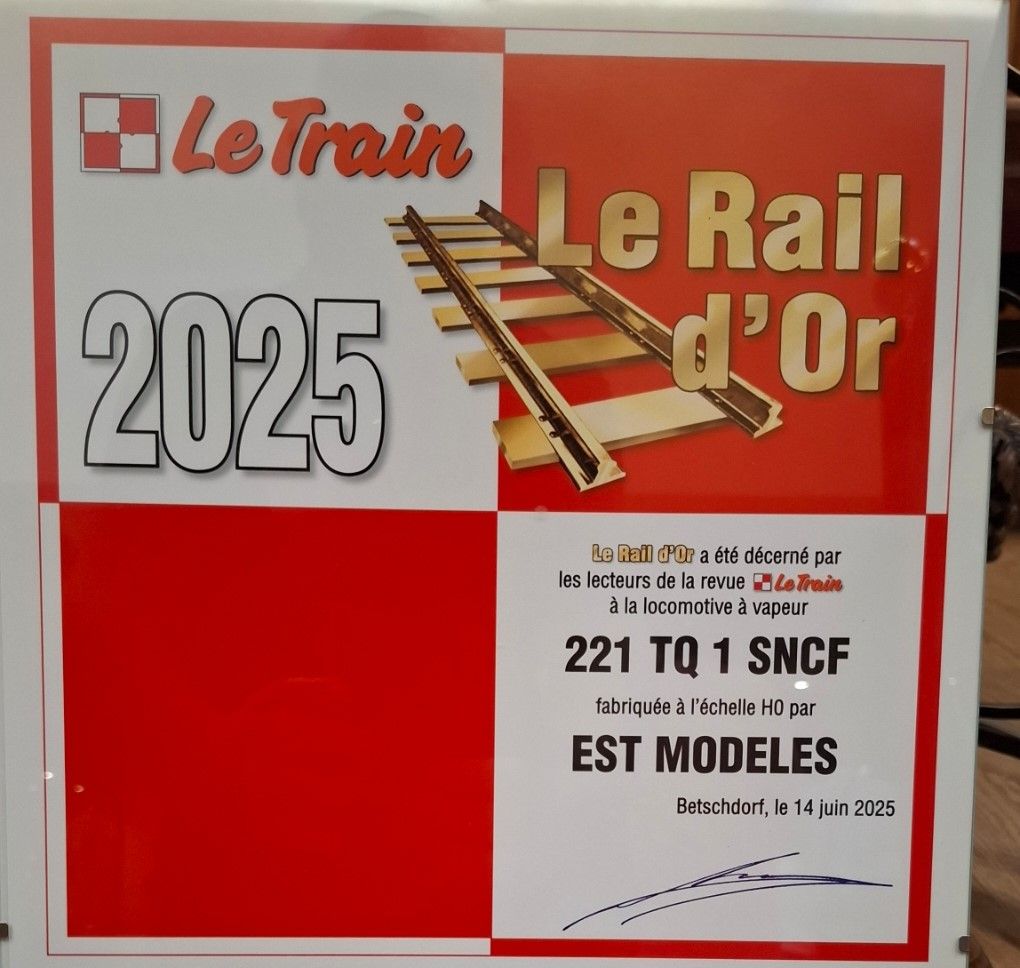 Le Train
Le Rail
d'Or
2025
Le Rail d'Or a été décerné par
les lecteurs de la revue Le Train
à la locomotive à vapeur
221 TQ 1 SNCF
fabriquée à l'échelle H0 par
EST MODELES
Betschdorf, le 14 juin 2025